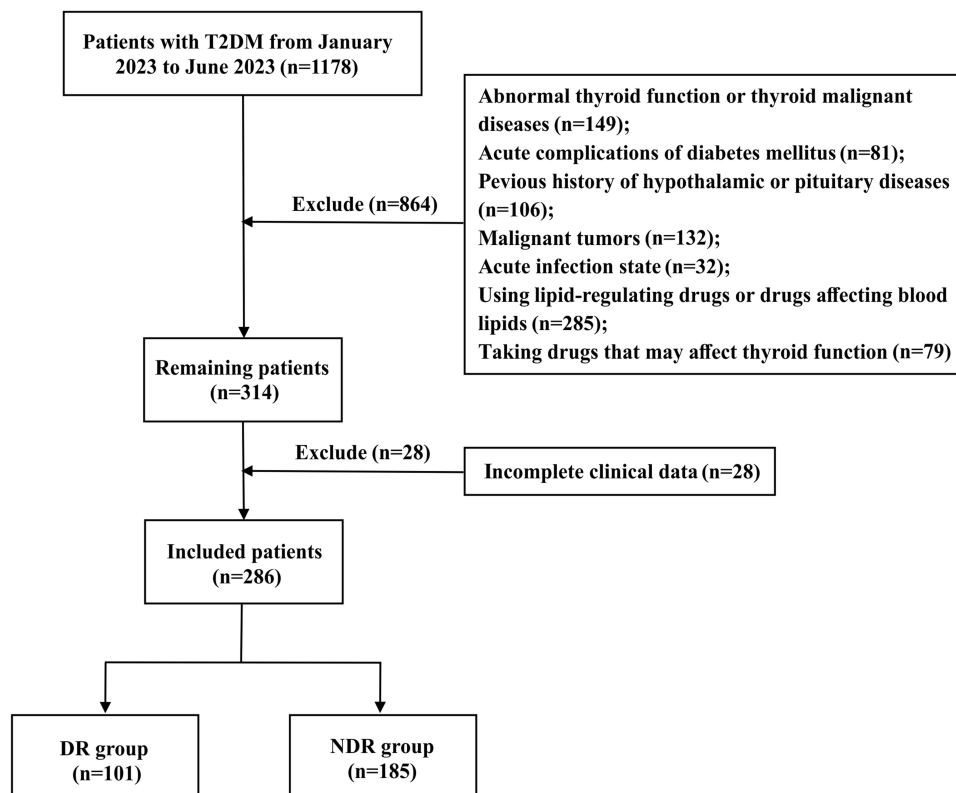 Patients with T2DM from January
2023 to June 2023 (n=1178)
Abnormal thyroid function or thyroid malignant
diseases (n=149);
Acute complications of diabetes mellitus (n=81);
Pevious history of hypothalamic or pituitary diseases
(n=106);
Malignant tumors (n=132);
Acute infection state (n=32);
Using lipid-regulating drugs or drugs affecting blood
lipids (n=285);
Taking drugs that may affect thyroid function (n=79)
Exclude (n=864)
Remaining patients
(n=314)
Exclude (n=28)
Incomplete clinical data (n=28)
Included patients
(n=286)
DR group
(n=101)
NDR group
(n=185)